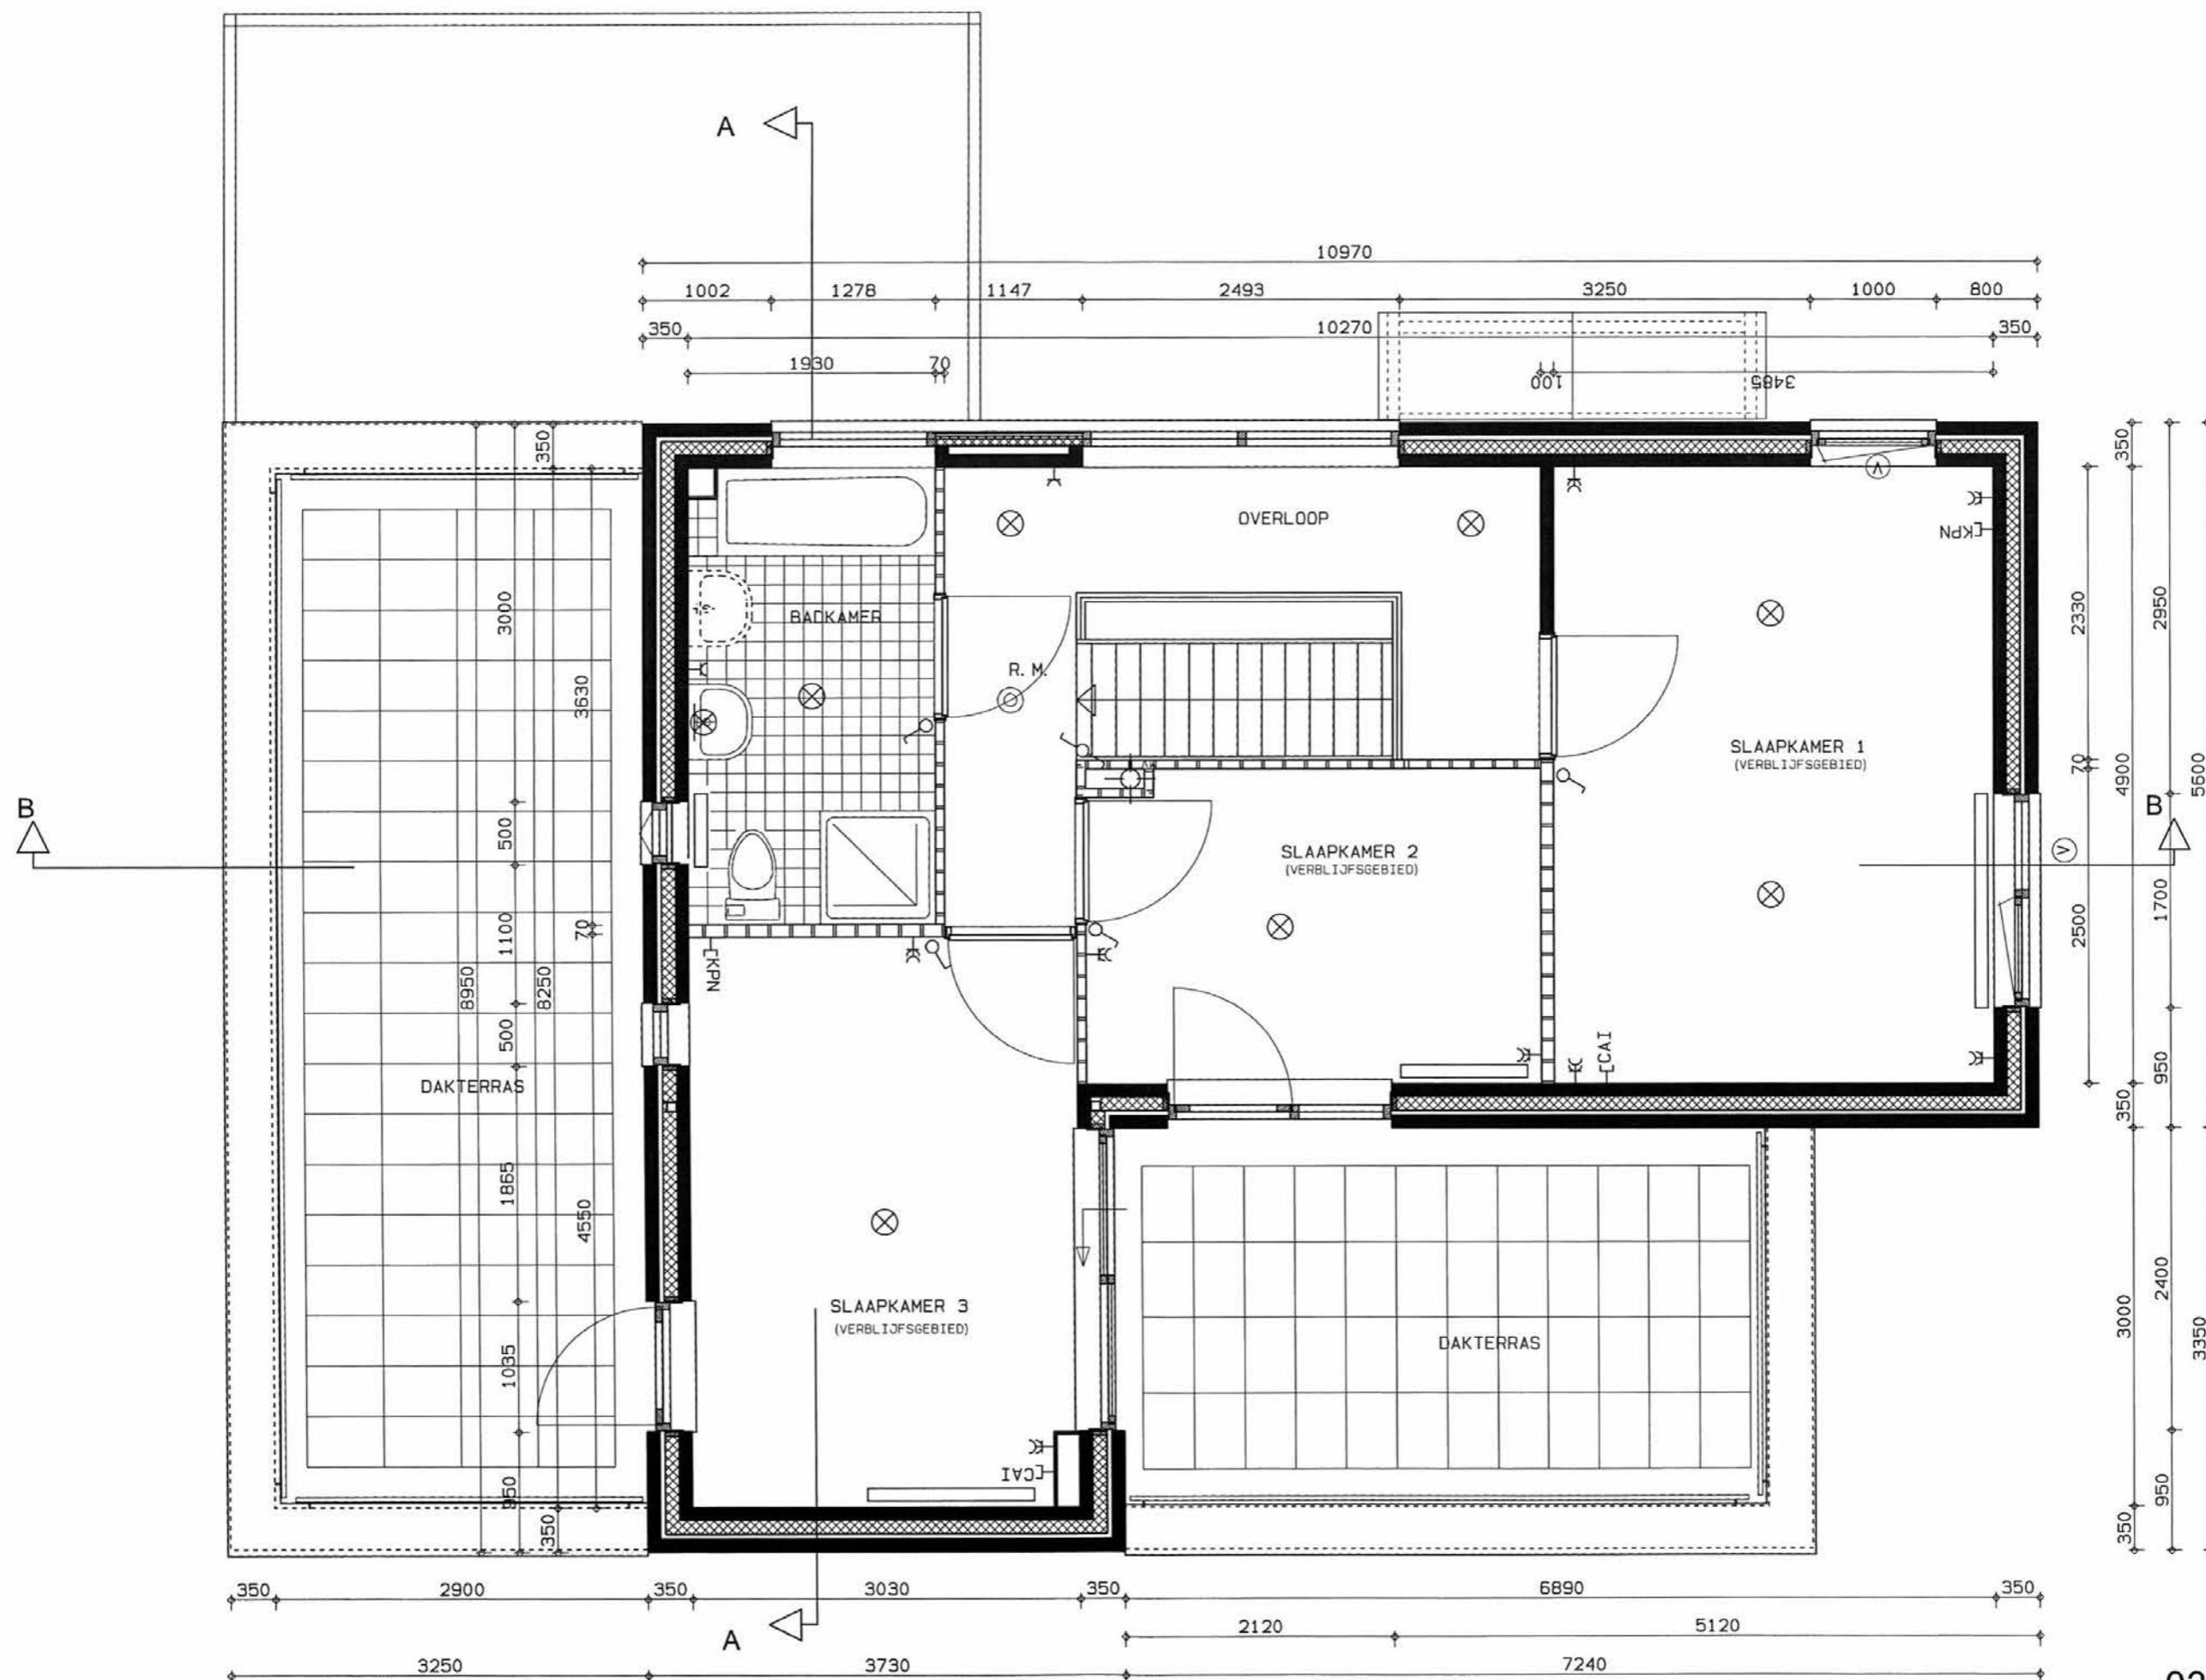 A
10970
1002 1278 1147 2493 3250 1000 800
350 10270 350
1930 70 100 3485
350
350
OVERLOOP
KPN
3000
BADKAMER
2330
2950
3630
R. M.
SLAAPKAMER 1
(VERBLIJFSGEBIED)
70
4900
5600
B
B
500
V
V
SLAAPKAMER 2
(VERBLIJFSGEBIED)
1700
1100
70
2500
8950
8250
KPN
500
CAI
950
DAKTERRAS
350
1865
4550
2400
SLAAPKAMER 3
(VERBLIJFSGEBIED)
3000
3350
DAKTERRAS
1035
CAI
950
950
350
350
350 2900 350 3030 350 6890 350
A
2120 5120
3250 3730 7240